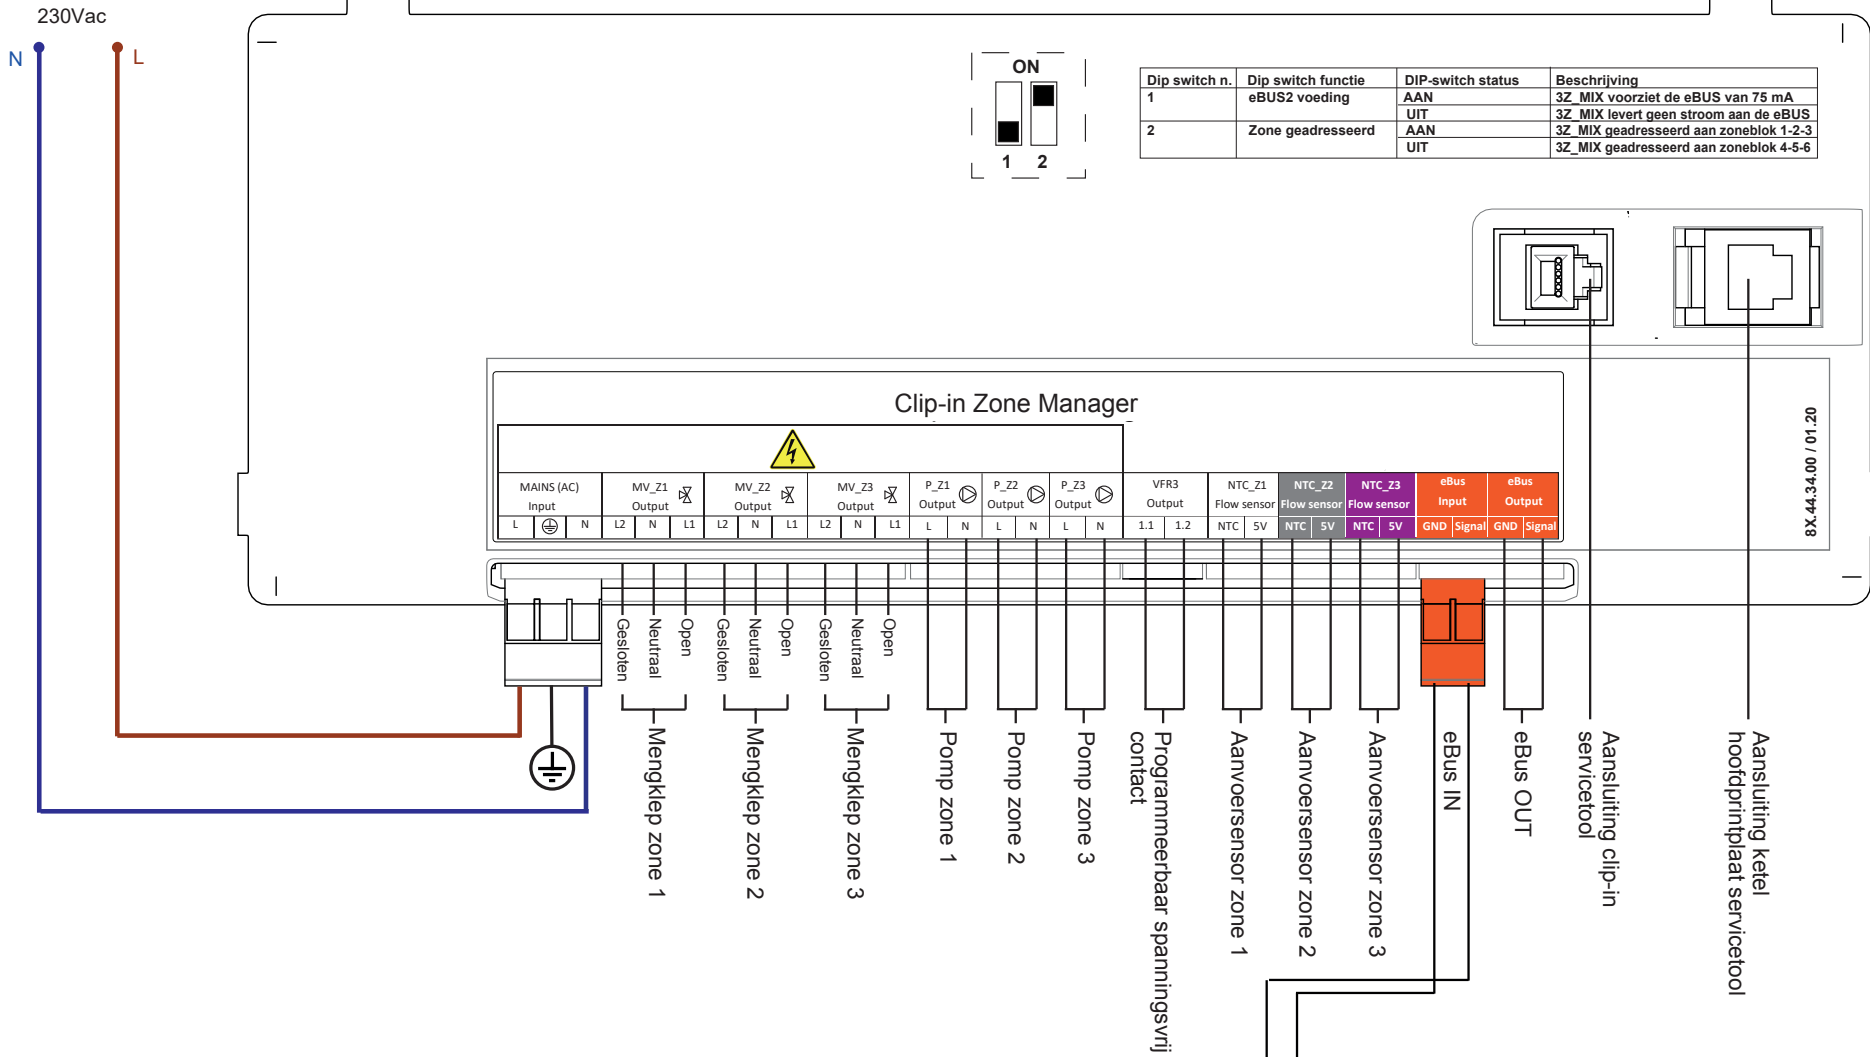 230Vac
N
L
ON
1 2
Dip switch n. Dip switch functie DIP-switch status Beschrijving
1 eBUS2 voeding AAN 3Z_MIX voorziet de eBUS van 75 mA
UIT 3Z_MIX levert geen stroom aan de eBUS
2 Zone geadresseerd AAN 3Z_MIX geadresseerd aan zoneblok 1-2-3
UIT 3Z_MIX geadresseerd aan zoneblok 4-5-6
Clip-in Zone Manager
8X.44.34.00 / 01.20
MAINS (AC) MV_Z1 MV_Z2 MV_Z3 P_Z1 P_Z2 P_Z3 VFR3 NTC_Z1 NTC_Z2 NTC_Z3 eBus eBus
Input Output Output Output Output Output Output Output Flow sensor Flow sensor Flow sensor Input Output
L N L2 N L1 L2 N L1 L2 N L1 L N L N L N 1.1 1.2 NTC 5V NTC 5V NTC 5V GND Signal GND Signal
Gesloten
Neutraal
Open
Gesloten
Neutraal
Open
Gesloten
Neutraal
Open
Mengklep zone 1
Mengklep zone 2
Mengklep zone 3
Pomp zone 1
Pomp zone 2
Pomp zone 3
Programmeerbaar spanningsvrij
contact
Aanvoersensor zone 1
Aanvoersensor zone 2
Aanvoersensor zone 3
eBus IN
eBus OUT
Aansluiting clip-in
servicetool
Aansluiting ketel
hoofdprintplaat servicetool